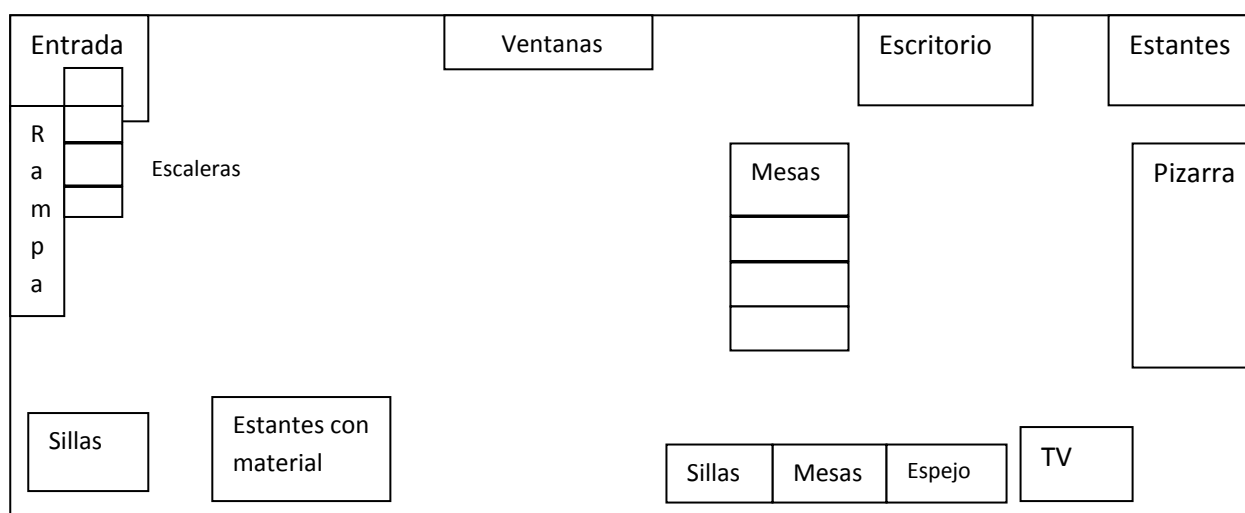 Entrada
Ventanas
Escritorio
Estantes
R
a
m
p
a
Escaleras
Mesas
Pizarra
Sillas
Estantes con
material
Sillas
Mesas
Espejo
TV